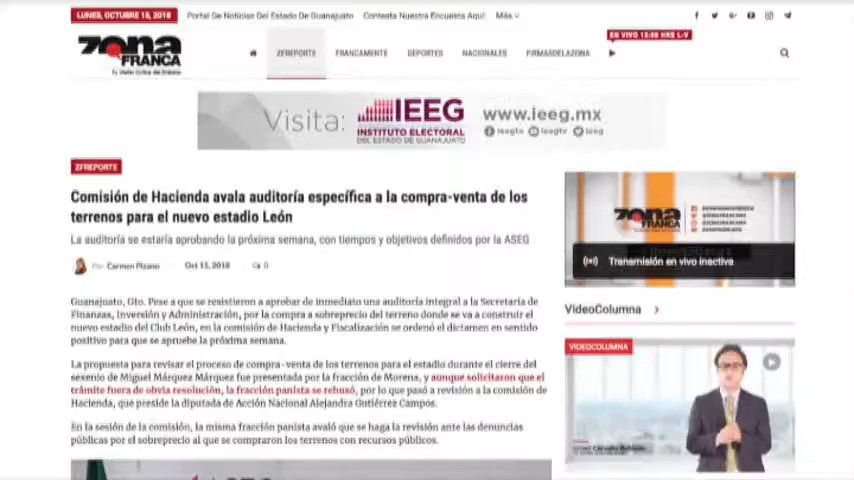 LUNES, OCTUBRE 15, 2018
Portal De Noticias Del Estado De Guanajuato
Contesta Nuestra Encuesta Aquí:
Más
ZONA FRANCA
Tu Visión Crítica del Entorno
ZFREPORTE
FRANCAMENTE
DEPORTES
NACIONALES
FIRMARDELAZONA
EN VIVO 13:00 HRS L-V
Visita:
IEEG
INSTITUTO ELECTORAL
DEL ESTADO DE GUANAJUATO
www.ieeg.mx
ieegtv
ieeg
ZFREPORTE
Comisión de Hacienda avala auditoría específica a la compra-venta de los
terrenos para el nuevo estadio León
La auditoría se estaría aprobando la próxima semana, con tiempos y objetivos definidos por la ASEG
Por Carmen Pizano
Oct 15, 2018
0
Guanajuato, Gto. Pese a que se resistieron a aprobar de inmediato una auditoría integral a la Secretaría de
Finanzas, Inversión y Administración, por la compra a sobreprecio del terreno donde se va a construir el
nuevo estadio del Club León, en la comisión de Hacienda y Fiscalización se ordenó el dictamen en sentido
positivo para que se apruebe la próxima semana.
La propuesta para revisar el proceso de compra-venta de los terrenos para el estadio durante el cierre del
sexenio de Miguel Márquez Márquez fue presentada por la fracción de Morena, y aunque solicitaron que el
trámite fuera de obvia resolución, la fracción panista se rehusó, por lo que pasó a revisión a la comisión de
Hacienda, que preside la diputada de Acción Nacional Alejandra Gutiérrez Campos.
En la sesión de la comisión, la misma fracción panista avaló que se haga la revisión ante las denuncias
públicas por el sobreprecio al que se compraron los terrenos con recursos públicos.
ZONA FRANCA
Transmisión en vivo inactiva
VideoColumna
VIDEOCOLUMNA